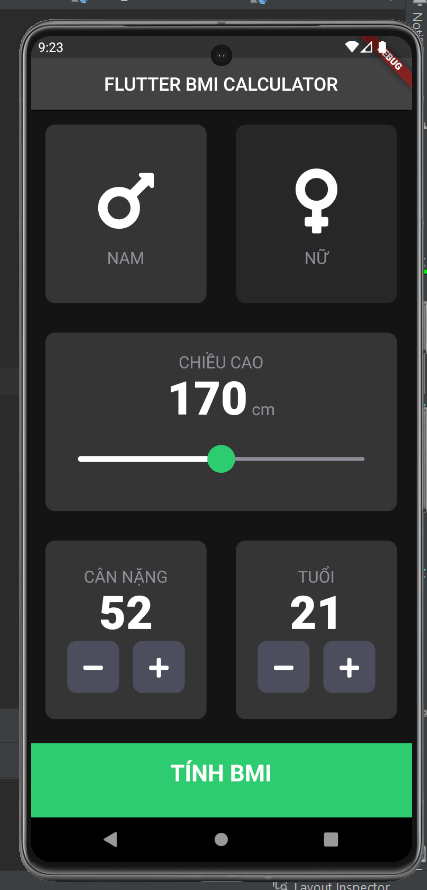 Notifi
9:23
DEBUG
FLUTTER BMI CALCULATOR
NAM
NỮ
CHIỀU CAO
170 cm
CÂN NẶNG
TUỔI
52
21
TÍNH BMI
Layout Inspector